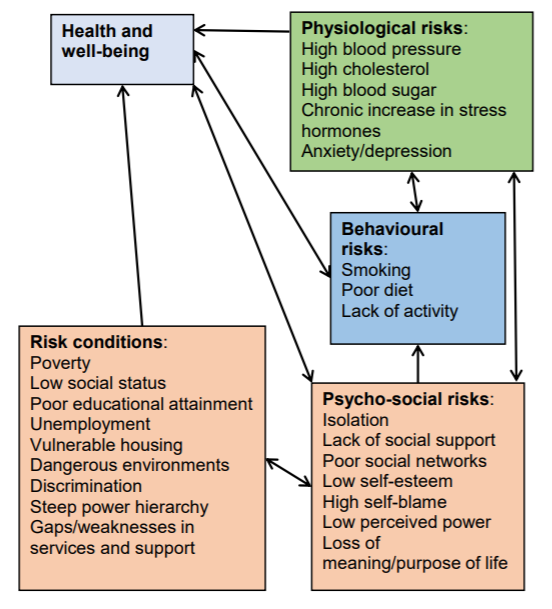 Health and
well-being
Physiological risks:
High blood pressure
High cholesterol
High blood sugar
Chronic increase in stress
hormones
Anxiety/depression
Behavioural
risks:
Smoking
Poor diet
Lack of activity
Risk conditions:
Poverty
Low social status
Poor educational attainment
Unemployment
Vulnerable housing
Dangerous environments
Discrimination
Steep power hierarchy
Gaps/weaknesses in
services and support
Psycho-social risks:
Isolation
Lack of social support
Poor social networks
Low self-esteem
High self-blame
Low perceived power
Loss of
meaning/purpose of life